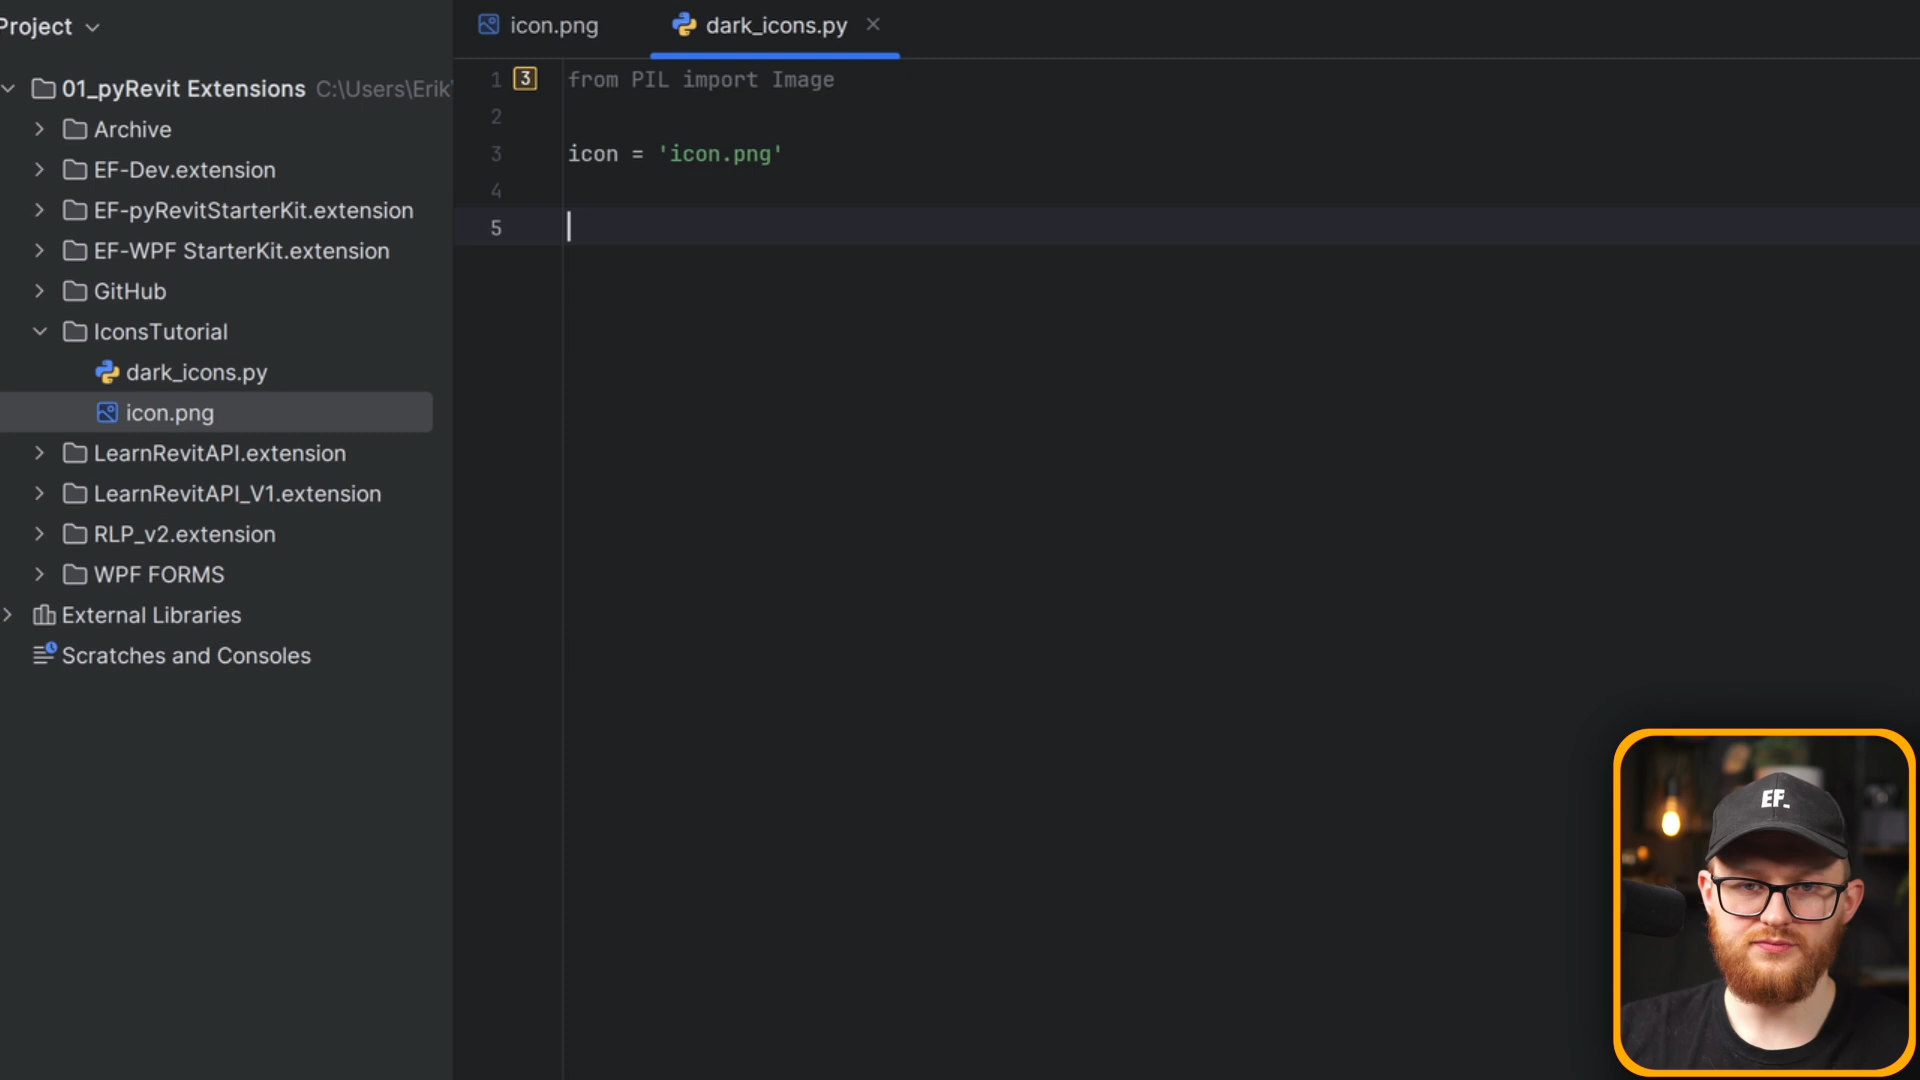 Project
01_pyRevit Extensions C:\Users\Erik
Archive
EF-Dev.extension
EF-pyRevitStarterKit.extension
EF-WPF StarterKit.extension
GitHub
IconsTutorial
dark_icons.py
icon.png
LearnRevitAPI.extension
LearnRevitAPI_V1.extension
RLP_v2.extension
WPF FORMS
External Libraries
Scratches and Consoles
icon.png dark_icons.py
1 3 from PIL import Image
2
3 icon = 'icon.png'
4
5
EF.